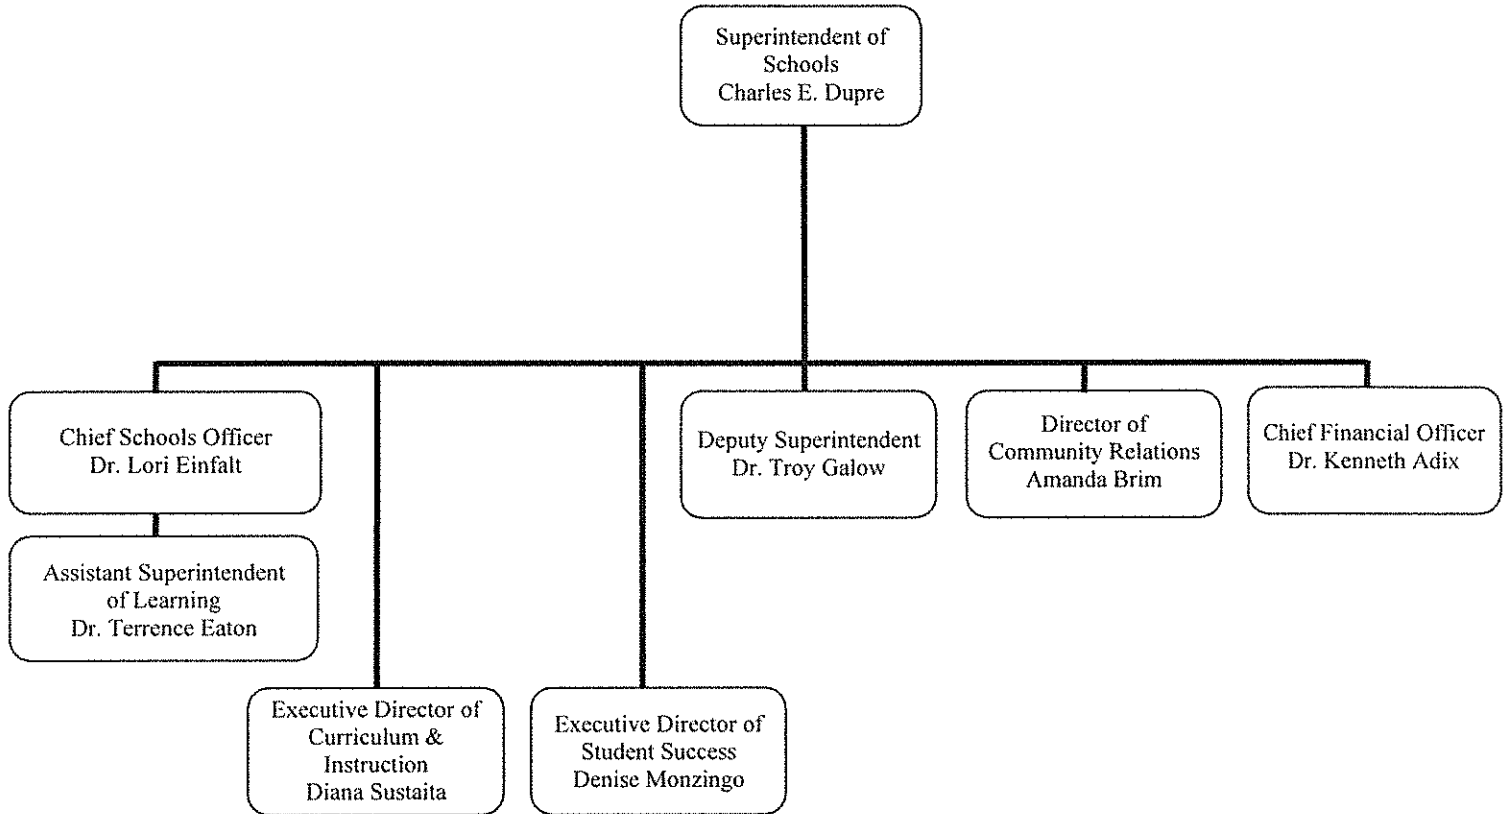 Superintendent of
Schools
Charles E. Dupre
Chief Schools Officer
Dr. Lori Einfalt
Deputy Superintendent
Dr. Troy Galow
Director of
Community Relations
Amanda Brim
Chief Financial Officer
Dr. Kenneth Adix
Assistant Superintendent
of Learning
Dr. Terrence Eaton
Executive Director of
Curriculum &
Instruction
Diana Sustaita
Executive Director of
Student Success
Denise Monzingo